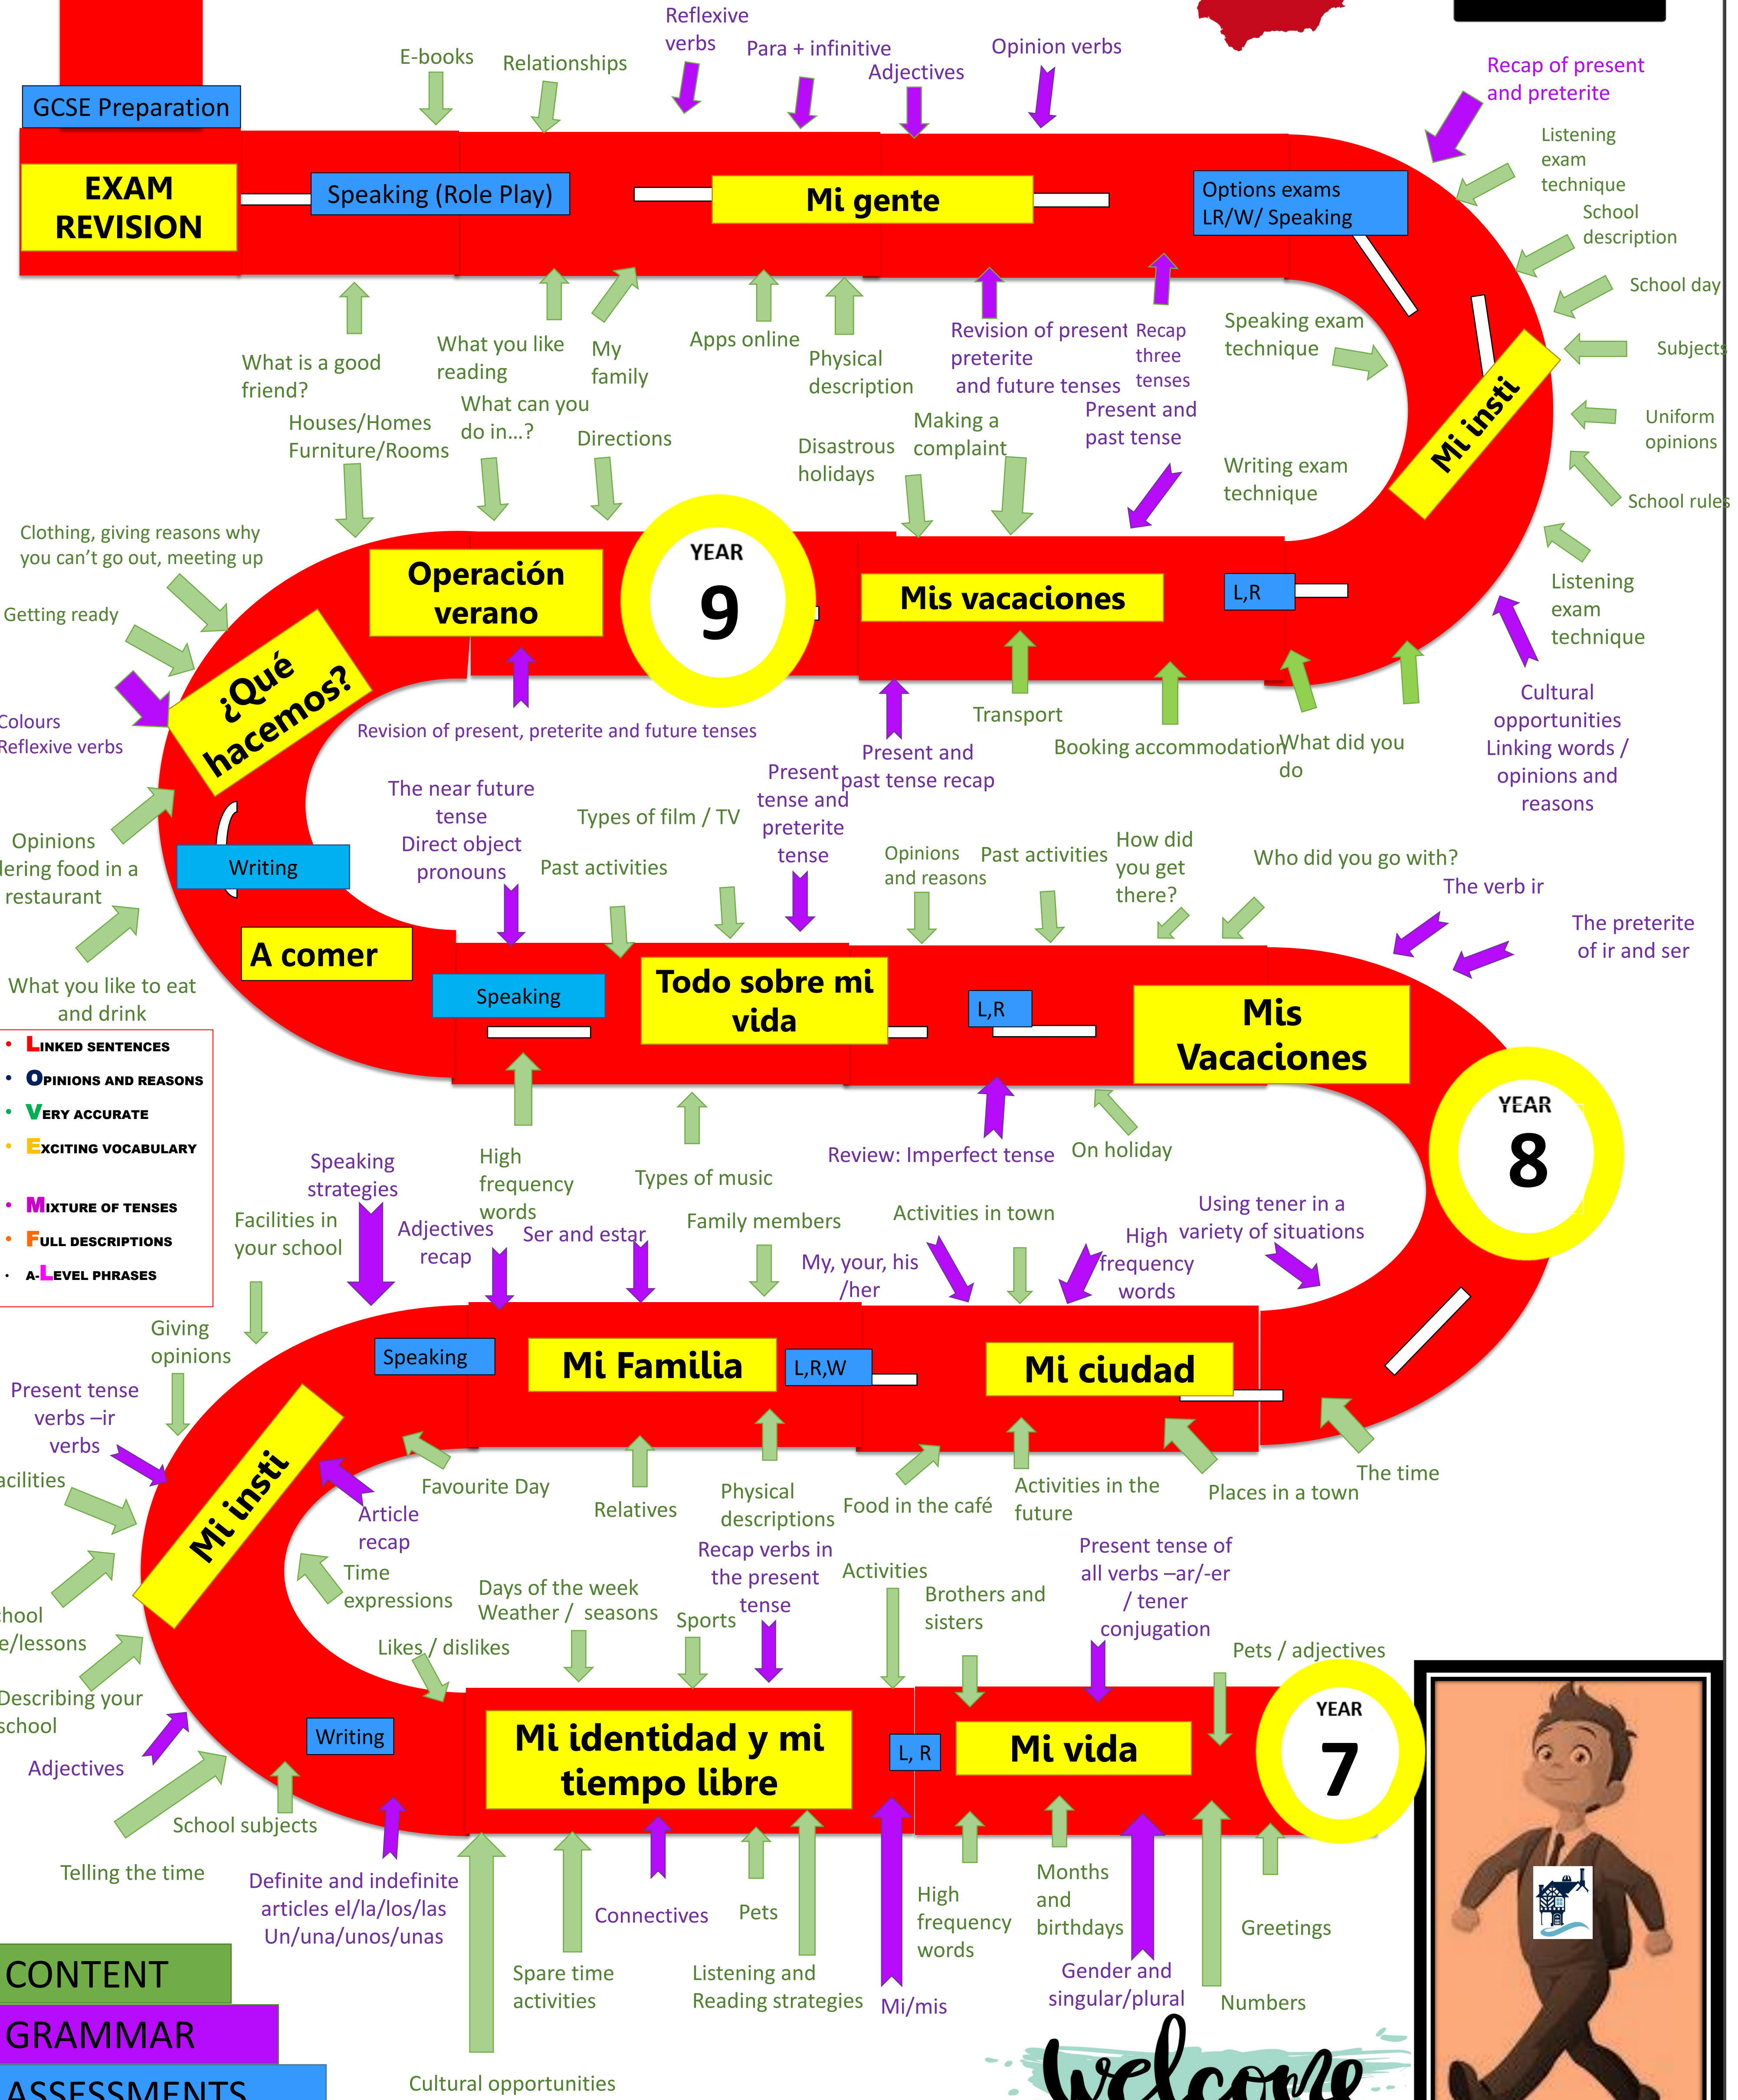 Reflexive
verbs
E-books
Relationships
Para + infinitive
Adjectives
Opinion verbs
Recap of present
and preterite
GCSE Preparation
Listening
exam
technique
EXAM
REVISION
Speaking (Role Play)
Mi gente
Options exams
LR/W/ Speaking
School
description
School day
What is a good
friend?
What you like
reading
My
family
Apps online
Physical
description
Revision of present
preterite
and future tenses
Recap
three
tenses
Speaking exam
technique
Subjects
Mi insti
Uniform
opinions
School rules
Houses/Homes
Furniture/Rooms
What can you
do in...?
Directions
Disastrous
holidays
Making a
complaint
Present and
past tense
Writing exam
technique
Clothing, giving reasons why
you can’t go out, meeting up
Getting ready
Operación
verano
YEAR
9
Mis vacaciones
L,R
Listening
exam
technique
¿Qué
hacemos?
Colours
Reflexive verbs
Revision of present, preterite and future tenses
Present and
past tense recap
Transport
Booking accommodation
What did you
do
Cultural
opportunities
Linking words /
opinions and
reasons
The near future
tense
Direct object
pronouns
Types of film / TV
Past activities
Present
tense and
preterite
tense
Opinions
and reasons
Past activities
How did
you get
there?
Who did you go with?
The verb ir
The preterite
of ir and ser
Opinions
dering food in a
restaurant
Writing
A comer
What you like to eat
and drink
Speaking
Todo sobre mi
vida
L,R
Mis
Vacaciones
LINKED SENTENCES
OPINIONS AND REASONS
VERY ACCURATE
EXCITING VOCABULARY
MIXTURE OF TENSES
FULL DESCRIPTIONS
A-LEVEL PHRASES
YEAR
8
High
frequency
words
Types of music
Review: Imperfect tense
On holiday
Speaking
strategies
Facilities in
your school
Adjectives
recap
Ser and estar
Family members
My, your, his
/her
Activities in town
High
frequency
words
Using tener in a
variety of situations
Giving
opinions
Speaking
Mi Familia
L,R,W
Mi ciudad
Present tense
verbs –ir
verbs
acilities
Mi insti
Favourite Day
Article
recap
Relatives
Physical
descriptions
Food in the café
Activities in the
future
Places in a town
The time
Time
expressions
Days of the week
Weather / seasons
Likes / dislikes
Sports
Recap verbs in
the present
tense
Activities
Brothers and
sisters
Present tense of
all verbs –ar/-er
/ tener
conjugation
Pets / adjectives
chool
e/lessons
Describing your
school
Adjectives
Writing
Mi identidad y mi
tiempo libre
L, R
Mi vida
YEAR
7
School subjects
Telling the time
Definite and indefinite
articles el/la/los/las
Un/una/unos/unas
Connectives
Pets
High
frequency
words
Months
and
birthdays
Greetings
Spare time
activities
Listening and
Reading strategies
Mi/mis
Gender and
singular/plural
Numbers
CONTENT
GRAMMAR
ASSESSMENTS
Cultural opportunities
welcome